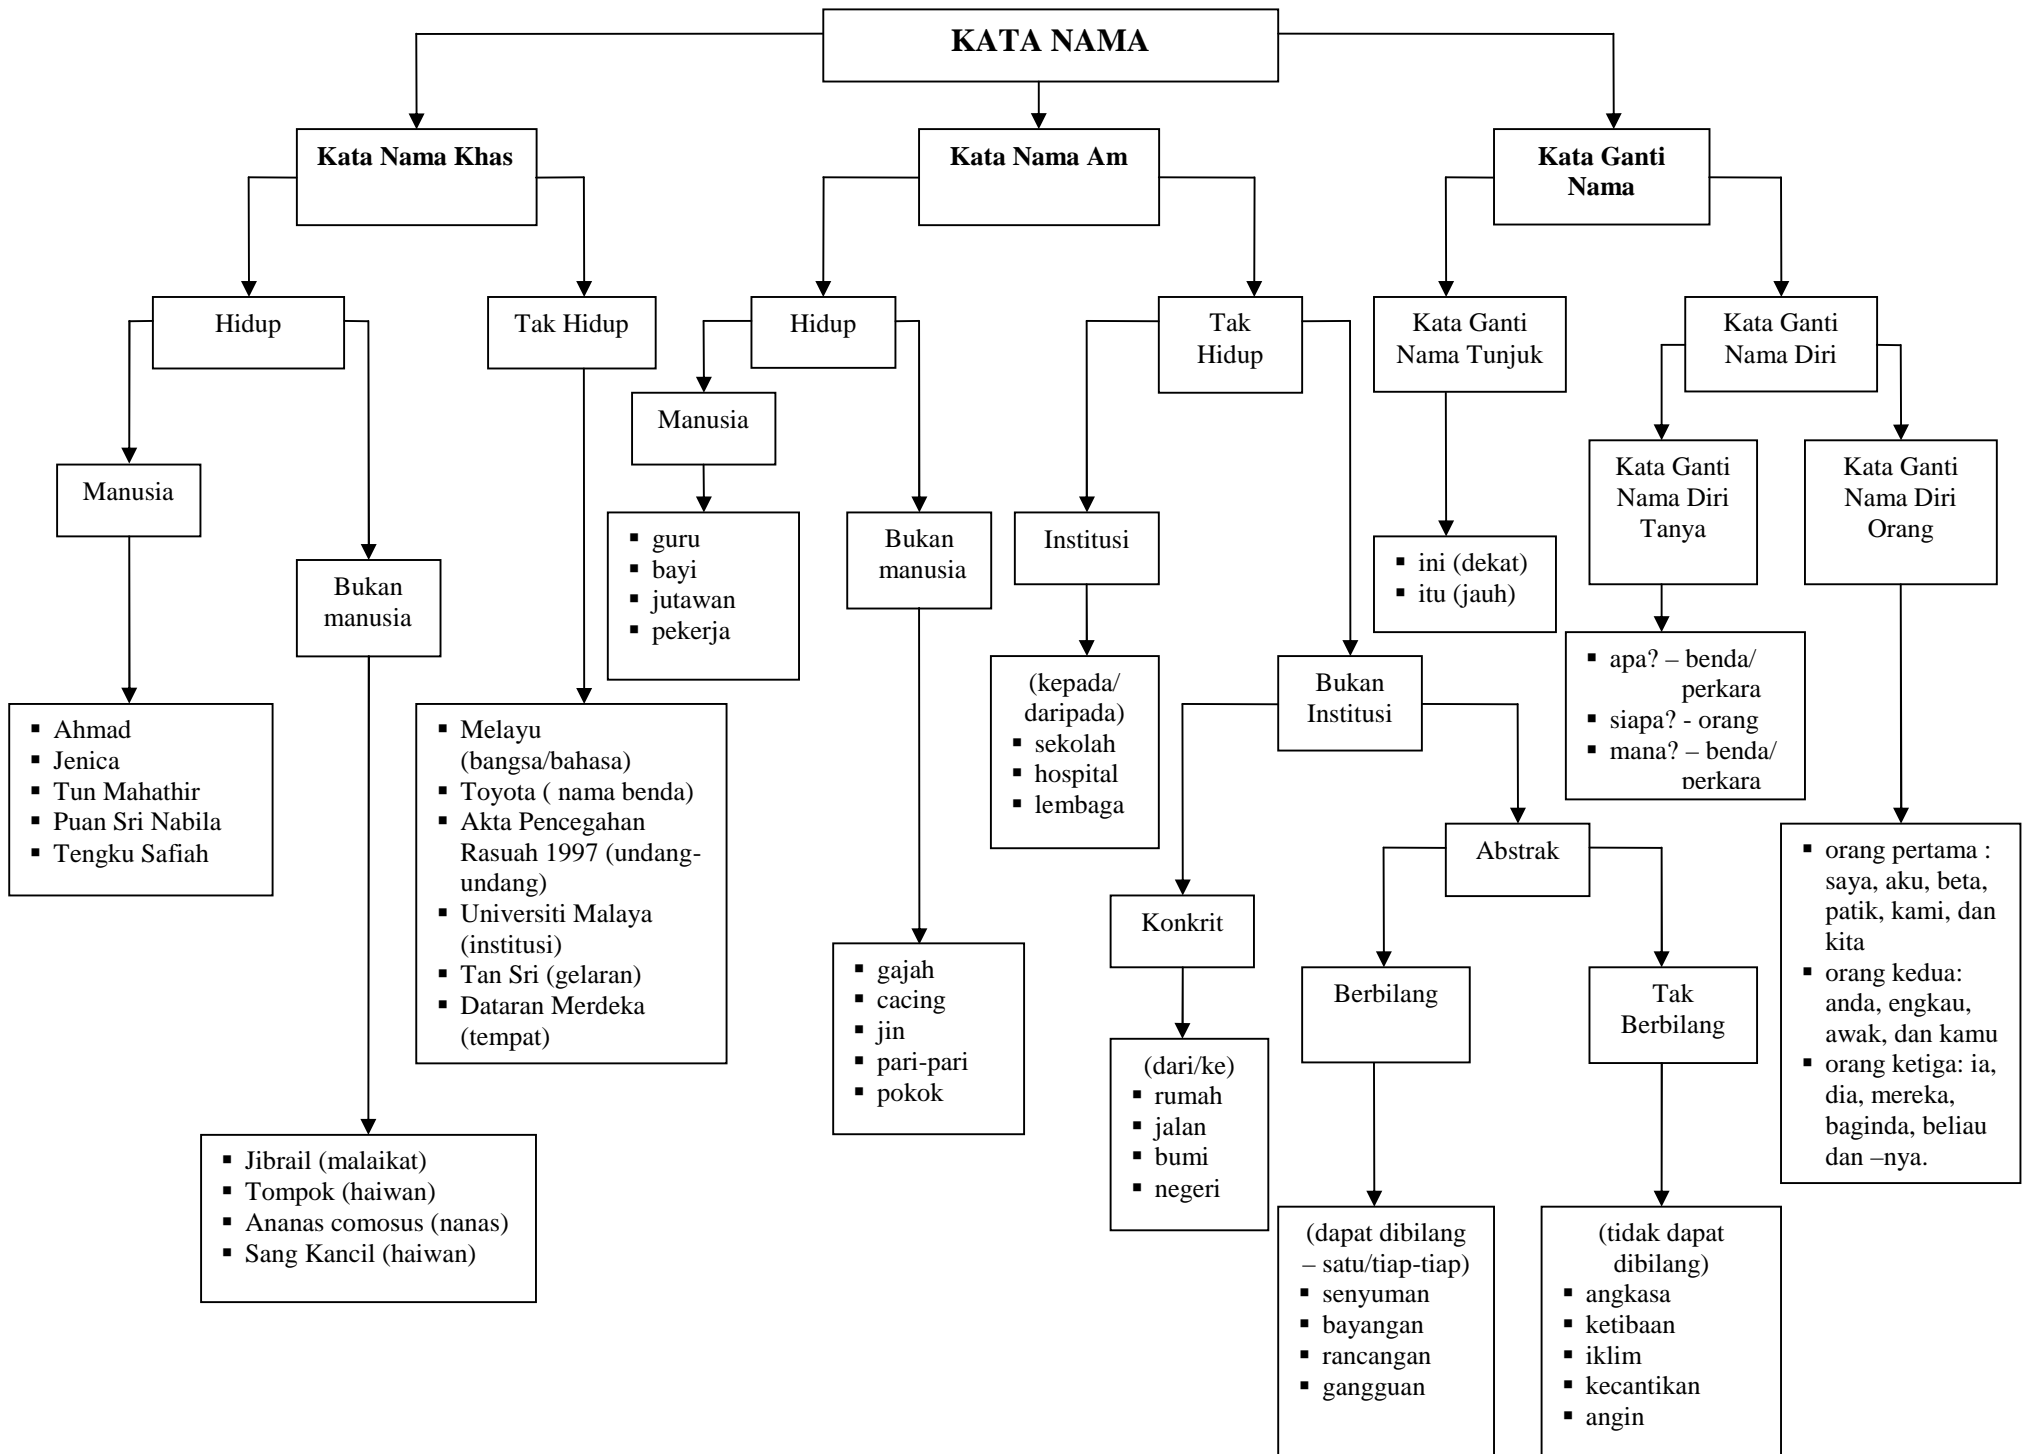 KATA NAMA
Kata Nama Khas
Kata Nama Am
Kata Ganti
Nama
Hidup
Tak Hidup
Hidup
Tak
Hidup
Kata Ganti
Nama Tunjuk
Kata Ganti
Nama Diri
Manusia
Bukan
manusia
Manusia
Bukan
manusia
Institusi
Bukan
Institusi
Kata Ganti
Nama Diri
Tanya
Kata Ganti
Nama Diri
Orang
▪ guru
▪ bayi
▪ jutawan
▪ pekerja
▪ ini (dekat)
▪ itu (jauh)
▪ apa? – benda/
perkara
▪ siapa? - orang
▪ mana? – benda/
perkara
▪ Ahmad
▪ Jenica
▪ Tun Mahathir
▪ Puan Sri Nabila
▪ Tengku Safiah
▪ Melayu
(bangsa/bahasa)
▪ Toyota ( nama benda)
▪ Akta Pencegahan
Rasuah 1997 (undang-
undang)
▪ Universiti Malaya
(institusi)
▪ Tan Sri (gelaran)
▪ Dataran Merdeka
(tempat)
(kepada/
daripada)
▪ sekolah
▪ hospital
▪ lembaga
Abstrak
Konkrit
▪ orang pertama :
saya, aku, beta,
patik, kami, dan
kita
▪ orang kedua:
anda, engkau,
awak, dan kamu
▪ orang ketiga: ia,
dia, mereka,
baginda, beliau
dan –nya.
▪ gajah
▪ cacing
▪ jin
▪ pari-pari
▪ pokok
Berbilang
Tak
Berbilang
(dari/ke)
▪ rumah
▪ jalan
▪ bumi
▪ negeri
▪ Jibrail (malaikat)
▪ Tompok (haiwan)
▪ Ananas comosus (nanas)
▪ Sang Kancil (haiwan)
(dapat dibilang
– satu/tiap-tiap)
▪ senyuman
▪ bayangan
▪ rancangan
▪ gangguan
(tidak dapat
dibilang)
▪ angkasa
▪ ketibaan
▪ iklim
▪ kecantikan
▪ angin